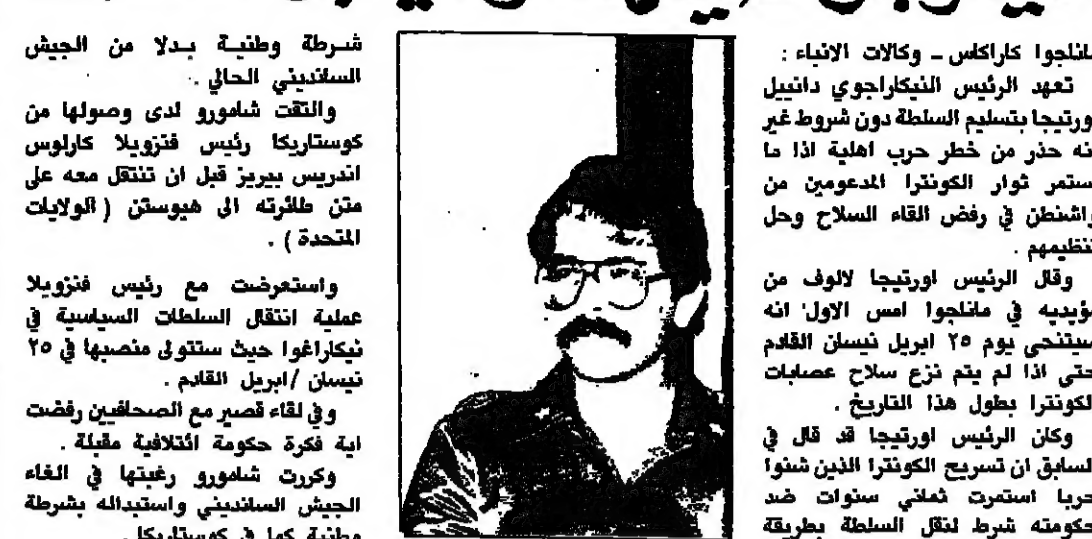 ماناجوا كاراكاس ـ وكالات الانباء :
تعهد الرئيس النيكاراجوي دانييل
اورتيجا بتسليم السلطة دون شروط غير
انه حذر من خطر حرب اهلية اذا ما
استمر ثوار الكونترا المدعومين من
واشنطن في رفض القاء السلاح وحل
تنظيمهم .
وقال الرئيس اورتيجا لالوف من
مؤيديه في ماناجوا امس الاول انه
سيتنحى يوم ٢٥ ابريل نيسان القادم
حتى اذا لم يتم نزع سلاح عصابات
الكونترا بطول هذا التاريخ .
وكان الرئيس اورتيجا قد قال في
السابق ان تسريح الكونترا الذين شنوا
حربا استمرت ثماني سنوات ضد
حكومته شرط لنقل السلطة بطريقة
شرطة وطنية بدلا من الجيش
السانديني الحالي .
والتقت شامورو لدى وصولها من
كوستاريكا رئيس فنزويلا كارلوس
اندريس بيريز قبل ان تنتقل معه على
متن طائرته الى هيوستن ( الولايات
المتحدة ) .
واستعرضت مع رئيس فنزويلا
عملية انتقال السلطات السياسية في
نيكاراغوا حيث ستتولى منصبها في ٢٥
نيسان /ابريل القادم .
وفي لقاء قصير مع الصحافيين رفضت
اية فكرة حكومة ائتلافية مقبلة .
وكررت شامورو رغبتها في الغاء
الجيش السانديني واستبداله بشرطة
وطنية كما في كوستاريكا .